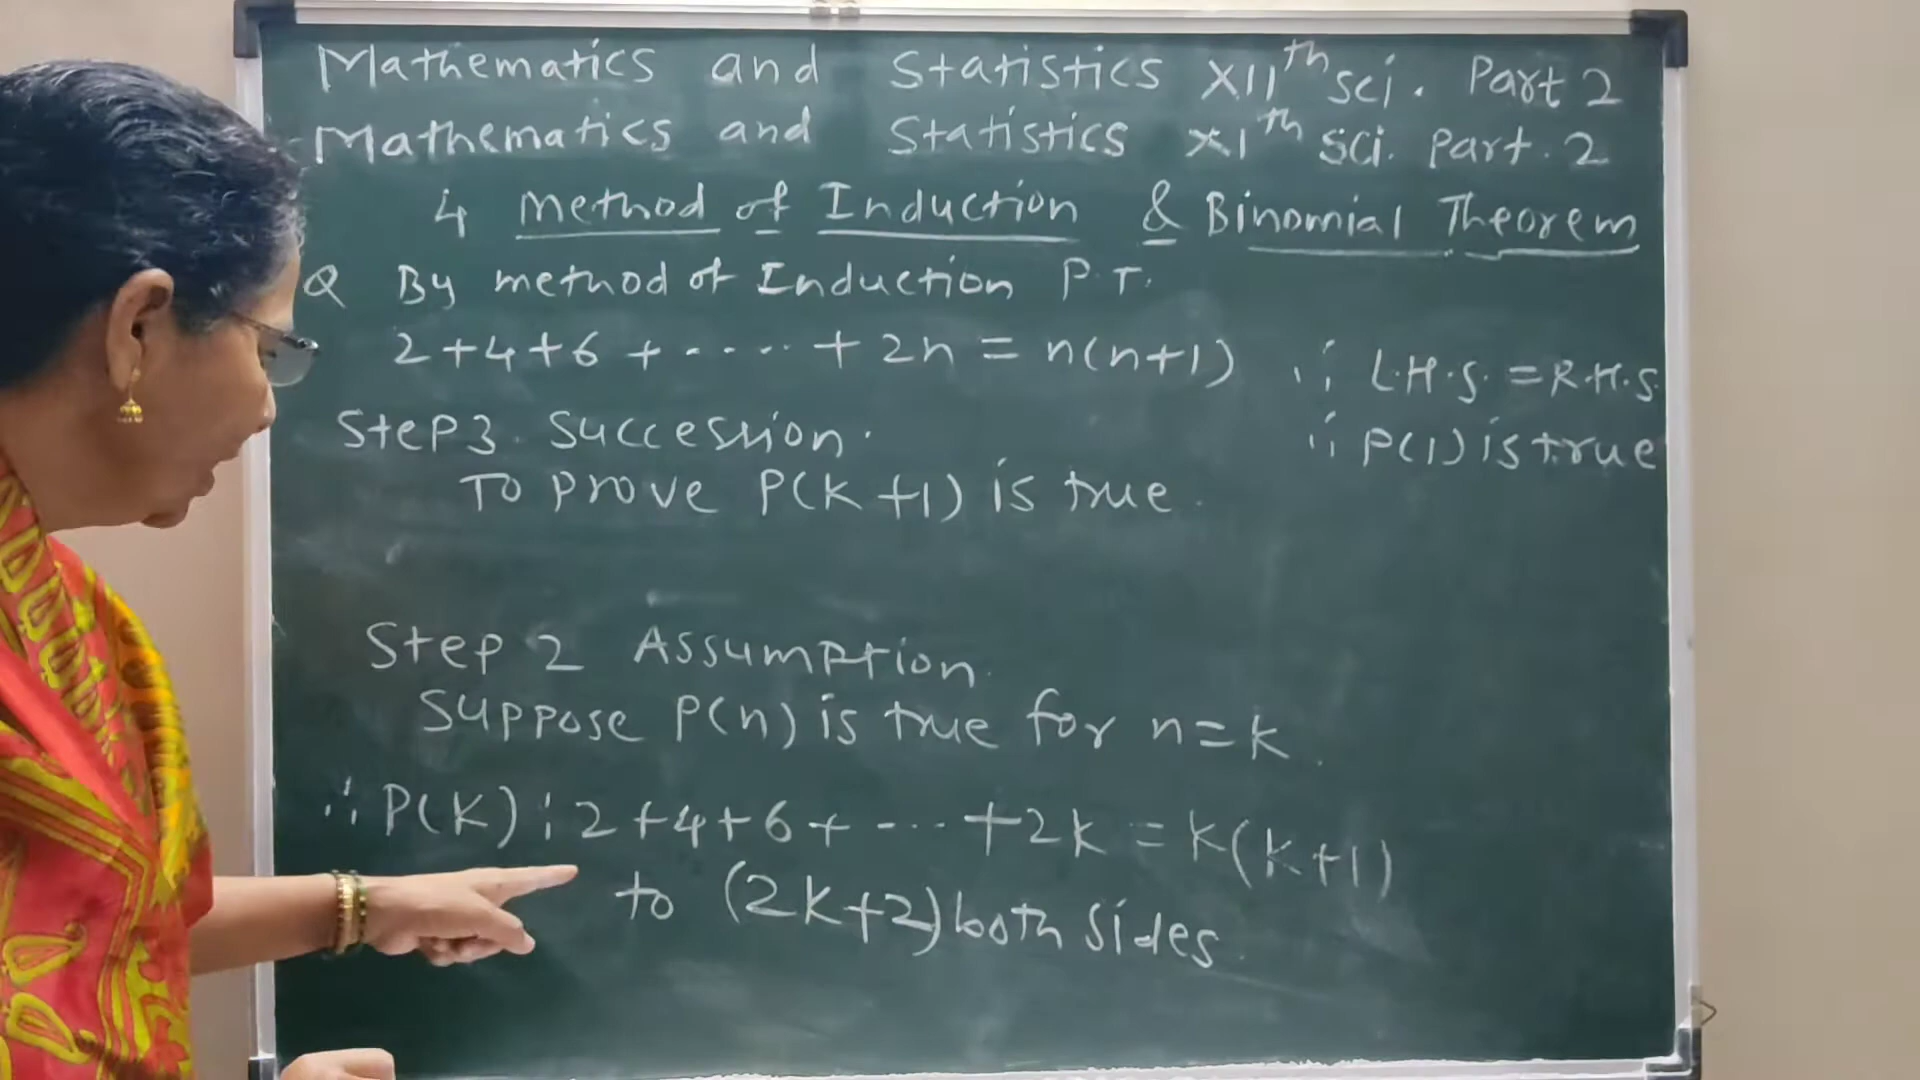 Mathematics and Statistics XIIth sci. Part 2
Mathematics and Statistics XIth sci. Part. 2
4 Method of Induction & Binomial Theorem
Q By method of Induction P.T.
2+4+6+-----+2n = n(n+1)
∴ L.H.S. = R.H.S.
∴ P(1) is true
Step 3. Succession.
To prove P(k+1) is true.
Step 2 Assumption.
Suppose P(n) is true for n=k.
∴ P(k) : 2+4+6+ - --- +2k = k(k+1)
to (2k+2) both sides.